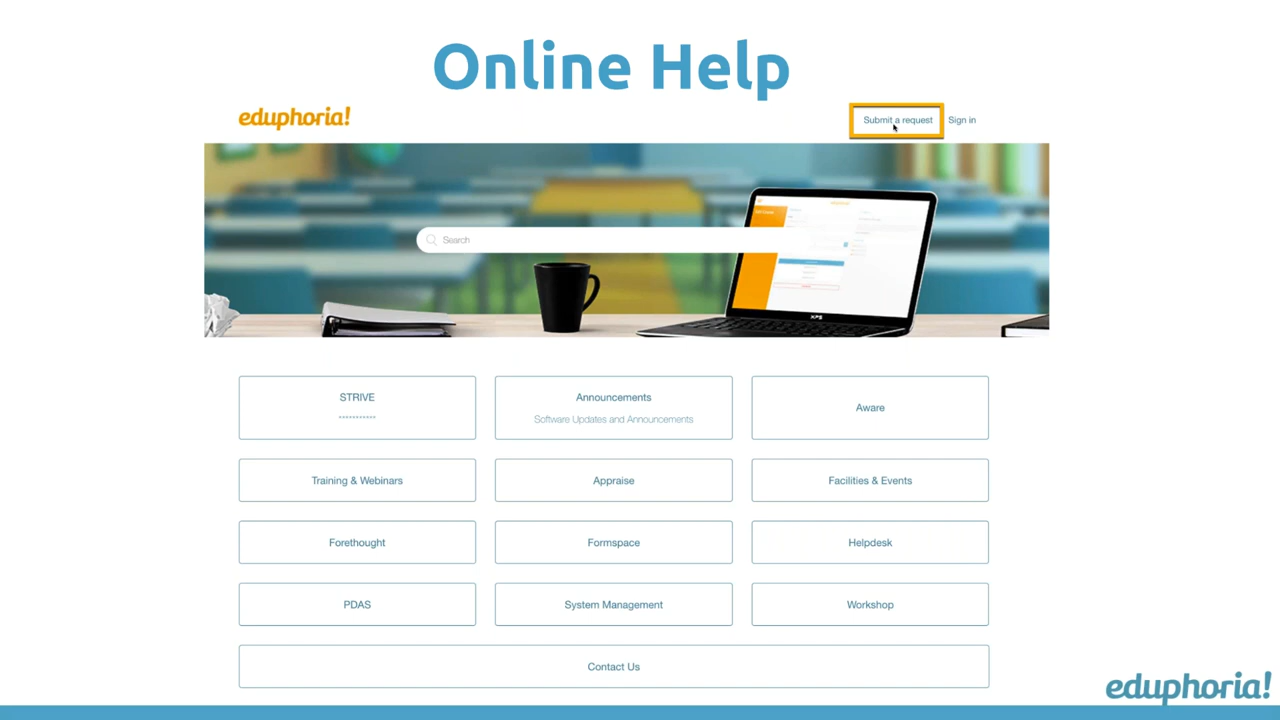 Online Help
eduphoria!
Submit a request
Sign in
Search
XPS
STRIVE
-----------
Announcements
Software Updates and Announcements
Aware
Training & Webinars
Appraise
Facilities & Events
Forethought
Formspace
Helpdesk
PDAS
System Management
Workshop
Contact Us
eduphoria!